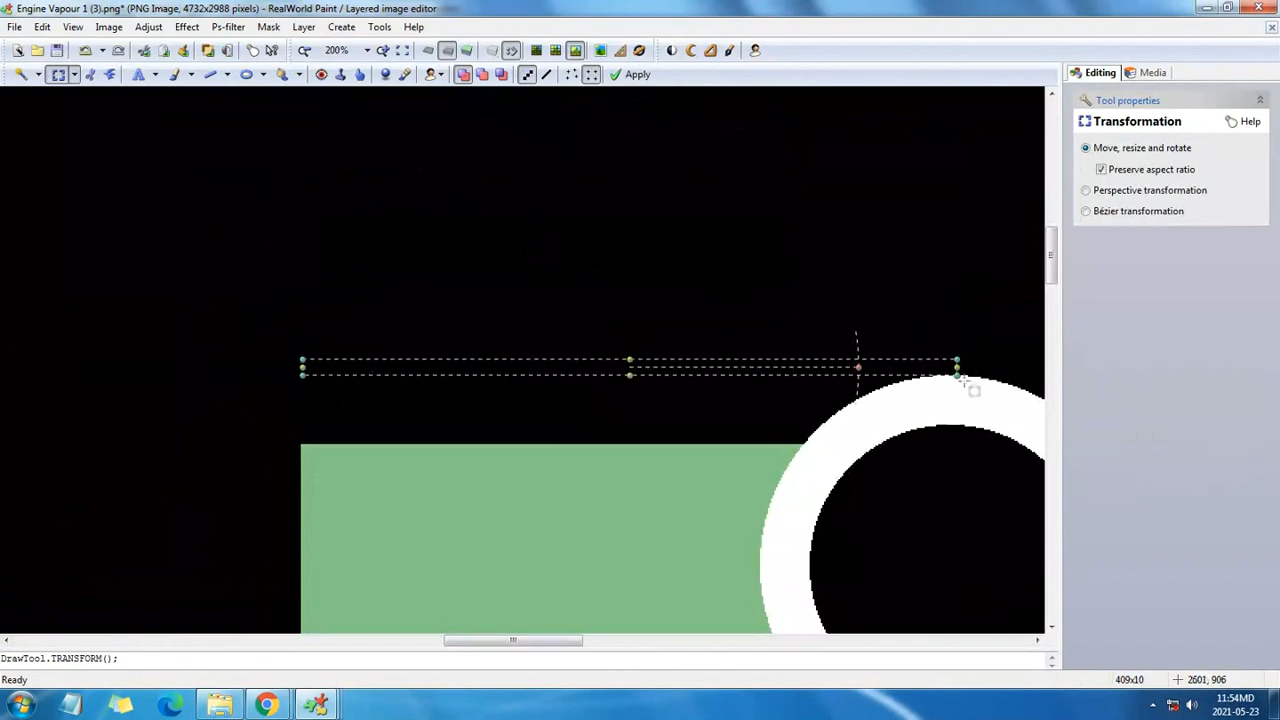 Engine Vapour 1 (3).png* (PNG Image, 4732x2988 pixels) - RealWorld Paint / Layered image editor
File Edit View Image Adjust Effect Ps-filter Mask Layer Create Tools Help
200%
Apply
Editing Media
Tool properties
Transformation Help
Move, resize and rotate
Preserve aspect ratio
Perspective transformation
Bézier transformation
DrawTool.TRANSFORM();
Ready 409x10 2601, 906
11:54MD
2021-05-23